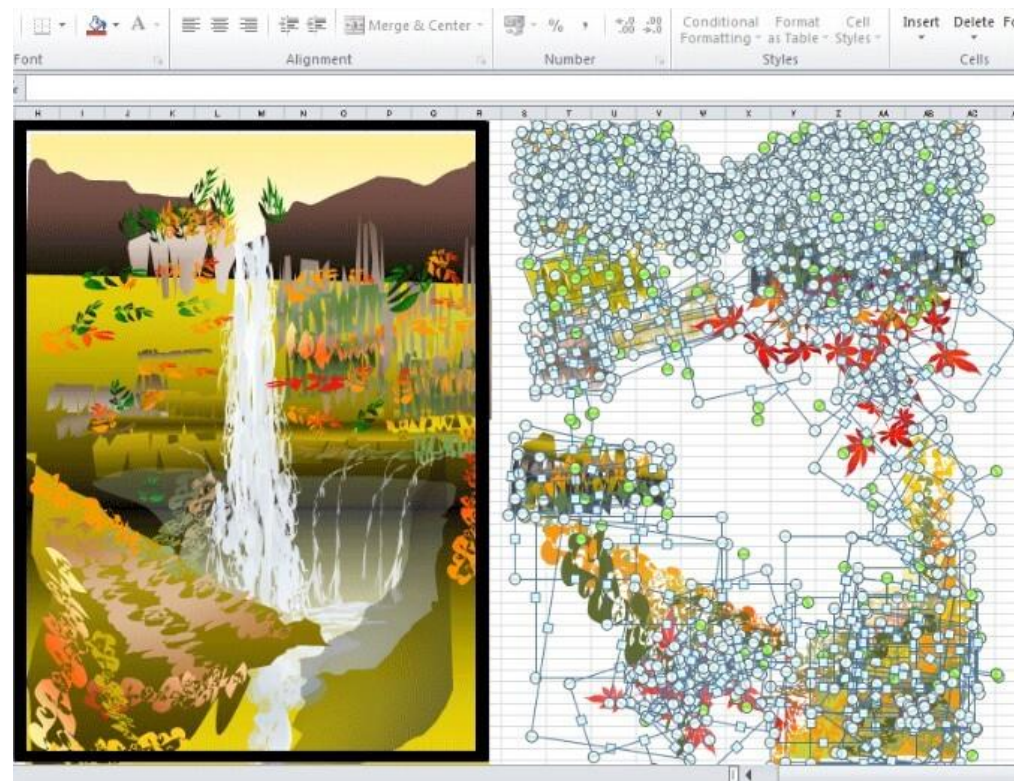 A
Merge & Center
%
Conditional Format Cell Insert Delete Fo
Formatting as Table Styles
Font Alignment Number Styles Cells
H I J K L M N O P Q R S T U V W X Y Z AA AB AC